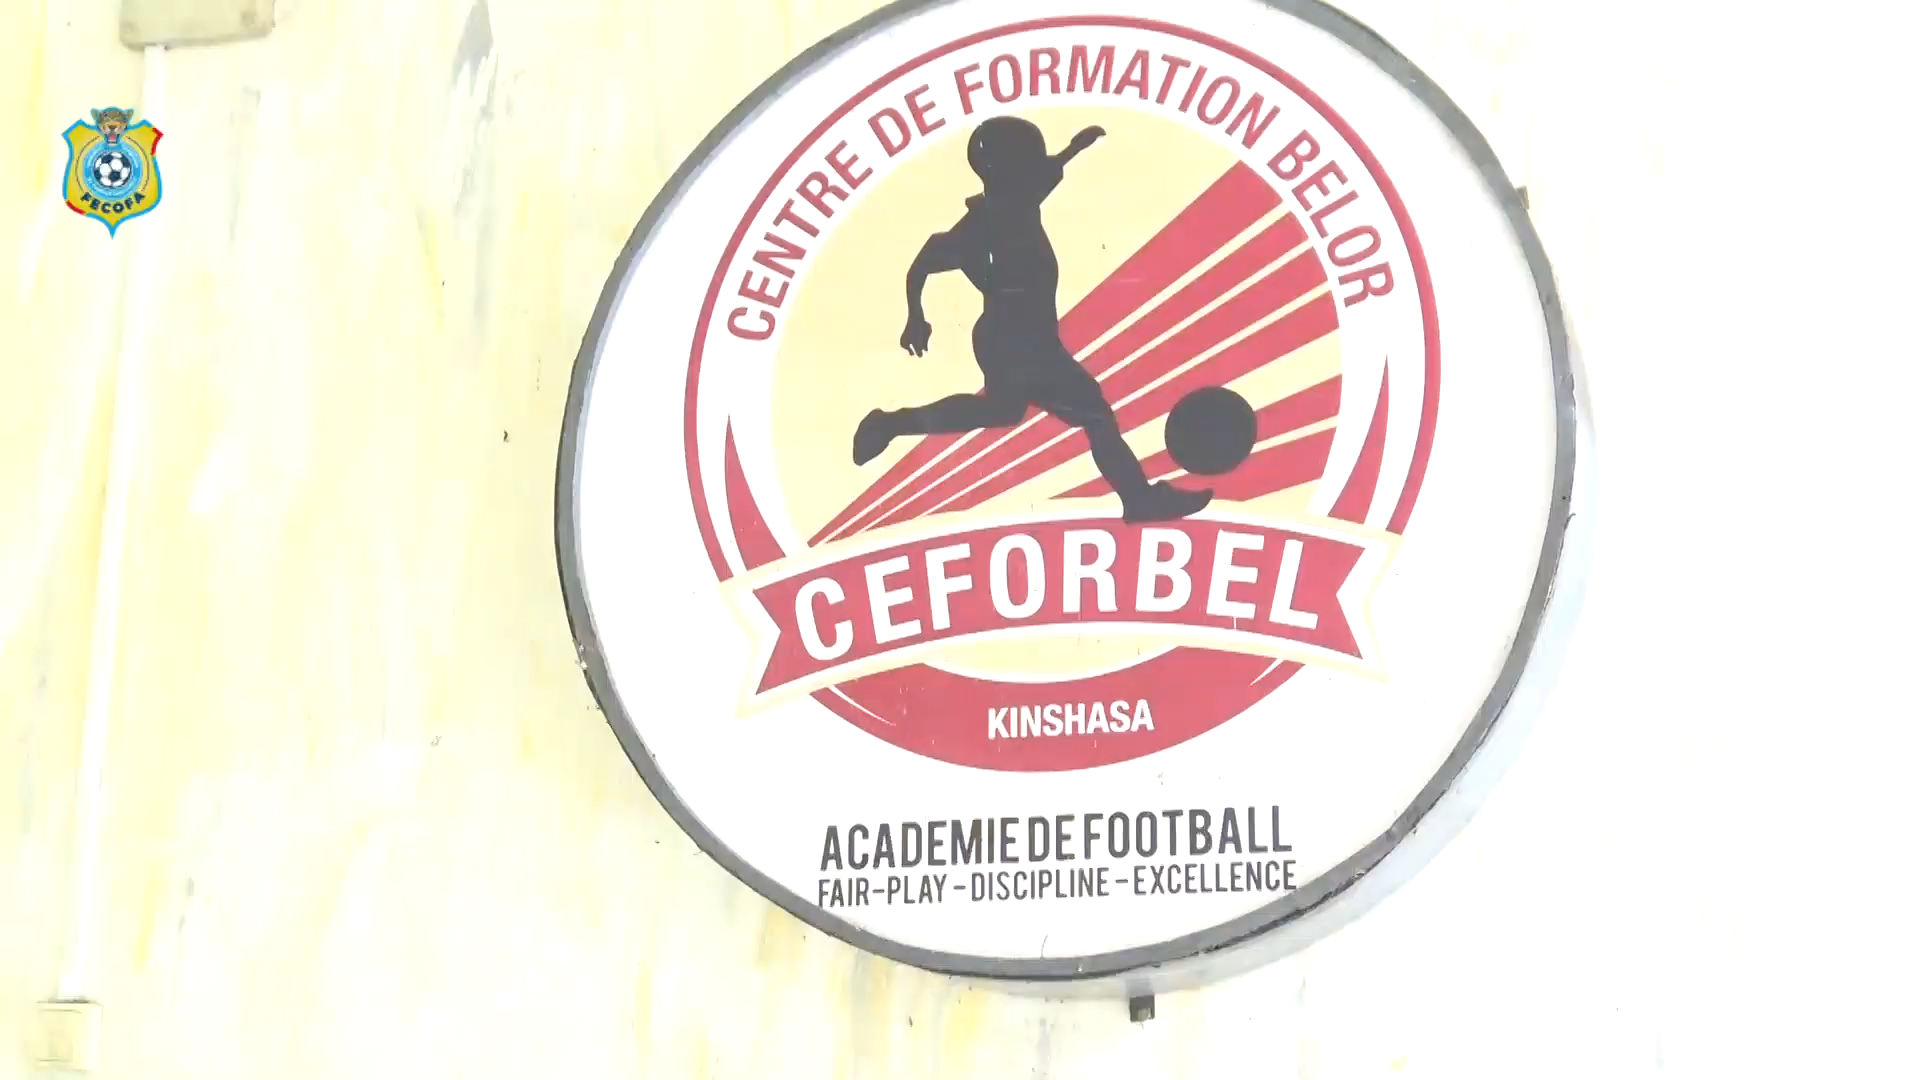 FECOFA
CENTRE DE FORMATION BELOR
CEFORBEL
KINSHASA
ACADEMIE DE FOOTBALL
FAIR-PLAY - DISCIPLINE - EXCELLENCE